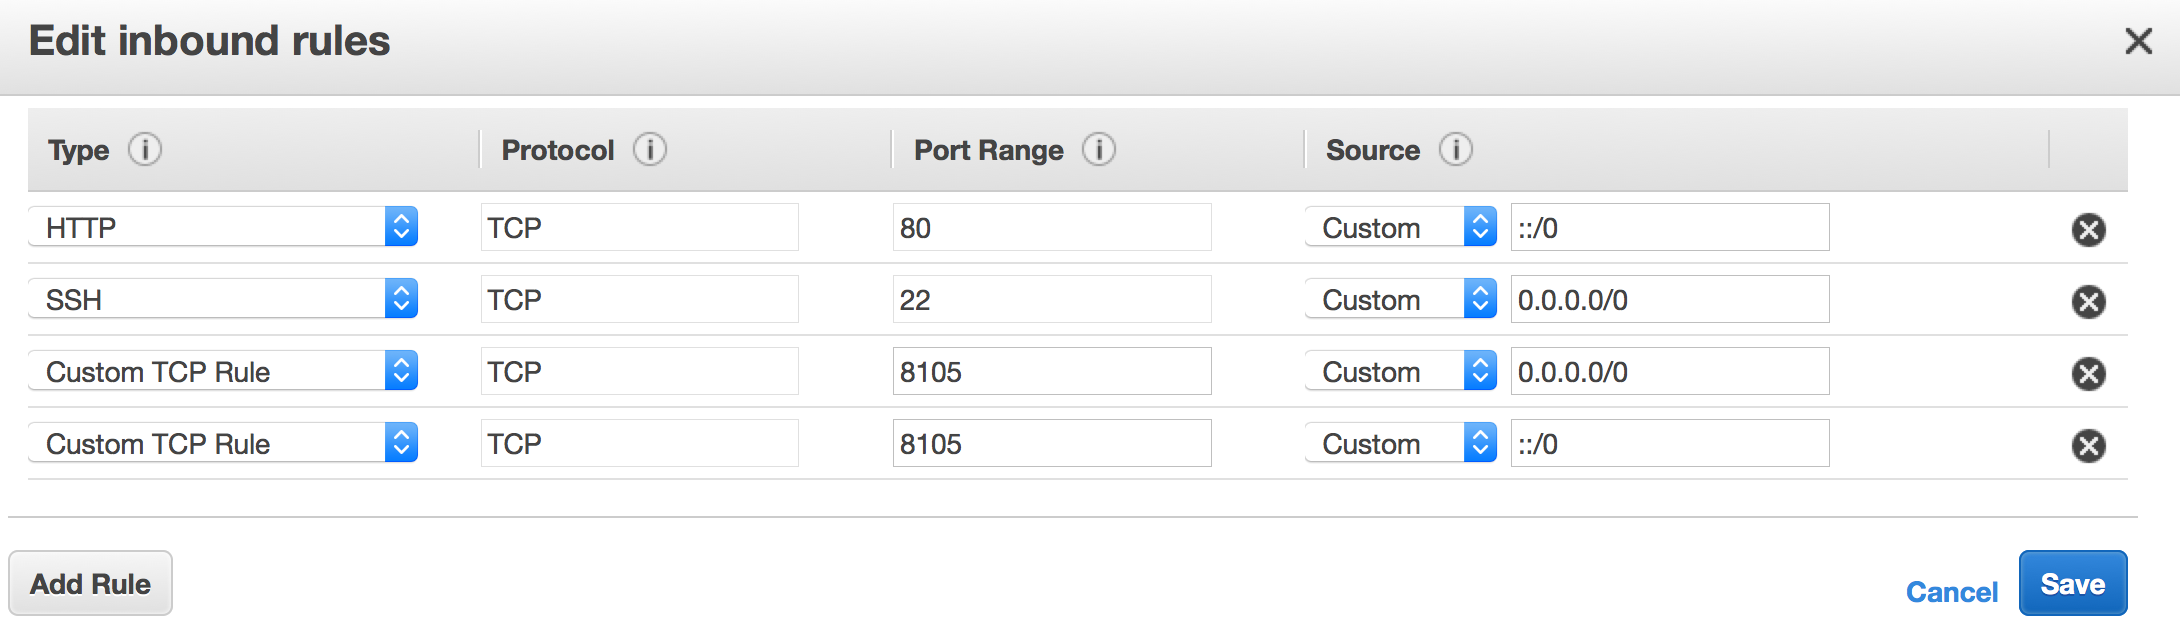 Edit inbound rules
Type Protocol Port Range Source
HTTP TCP 80 Custom ::/0
SSH TCP 22 Custom 0.0.0.0/0
Custom TCP Rule TCP 8105 Custom 0.0.0.0/0
Custom TCP Rule TCP 8105 Custom ::/0
Add Rule Cancel Save